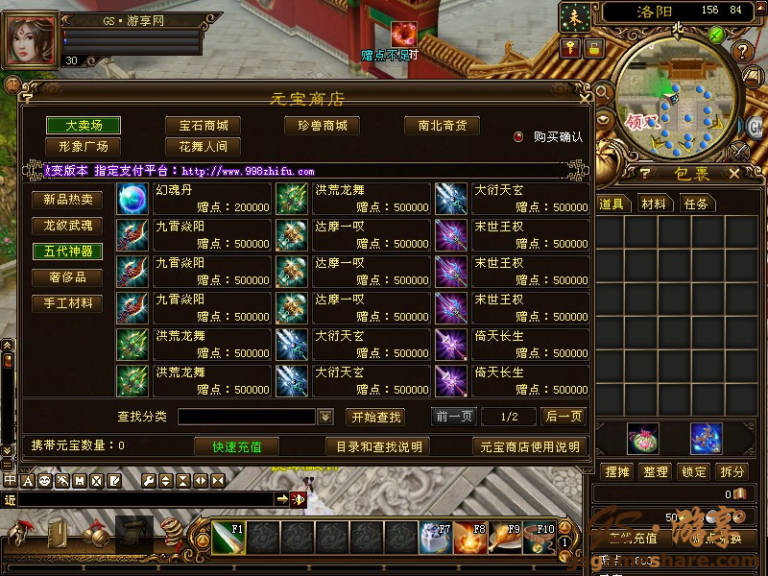 GS·游享网
30
赠点不足
洛阳
156 84
北
元宝商店
大卖场 宝石商城 珍兽商城 南北奇货
形象广场 花舞人间
购买确认
变版本 指定支付平台：http://www.998zhifu.com
新品热卖
龙纹武魂
五代神器
奢侈品
手工材料
幻魂丹 赠点：200000
洪荒龙舞 赠点：500000
大衍天玄 赠点：500000
九霄焱阳 赠点：500000
达摩一叹 赠点：500000
末世王权 赠点：500000
九霄焱阳 赠点：500000
达摩一叹 赠点：500000
末世王权 赠点：500000
九霄焱阳 赠点：500000
达摩一叹 赠点：500000
末世王权 赠点：500000
洪荒龙舞 赠点：500000
大衍天玄 赠点：500000
倚天长生 赠点：500000
洪荒龙舞 赠点：500000
大衍天玄 赠点：500000
倚天长生 赠点：500000
查找分类 开始查找 前一页 1/2 后一页
携带元宝数量：0 快速充值 目录和查找说明 元宝商店使用说明
包裹
道具 材料 任务
摆摊 整理 锁定 拆分
0
中
近
F1 F7 F8 F9 F10
1
GS·游享